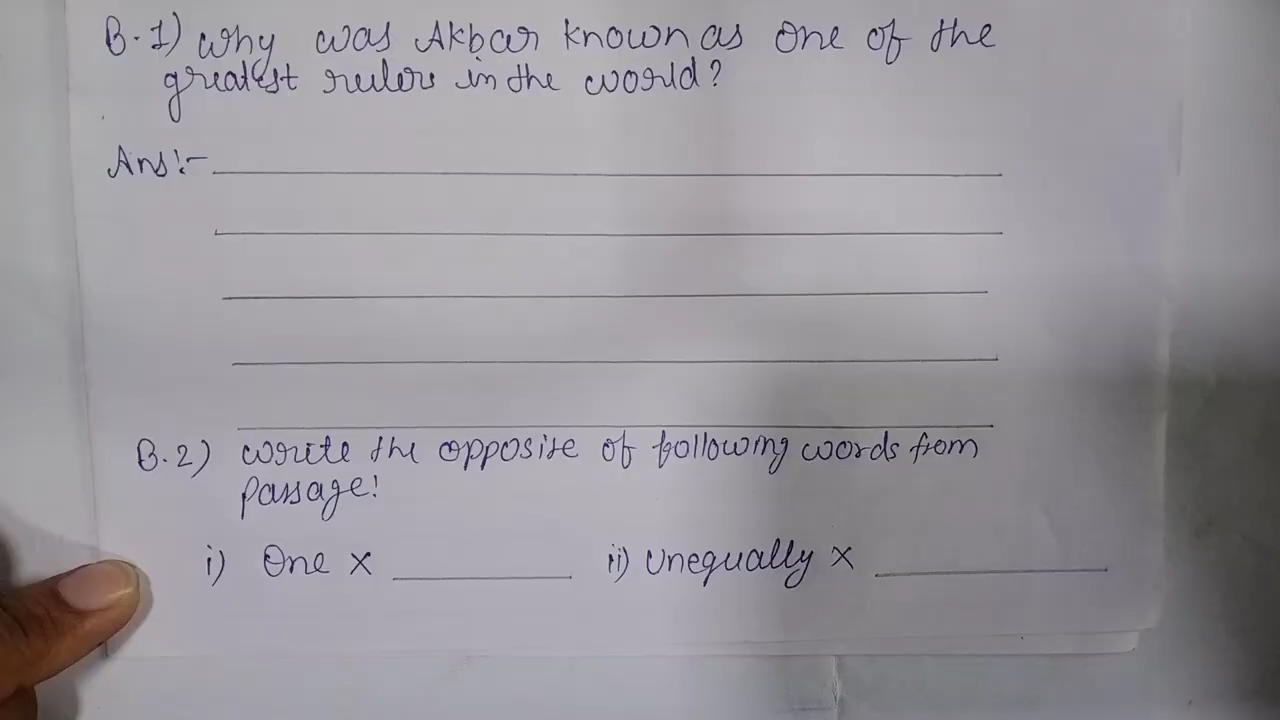 B.1) Why was Akbar known as one of the
greatest rulers in the world?
Ans:-
B.2) Write the opposite of following words from
passage!
i) One × ii) Unequally ×